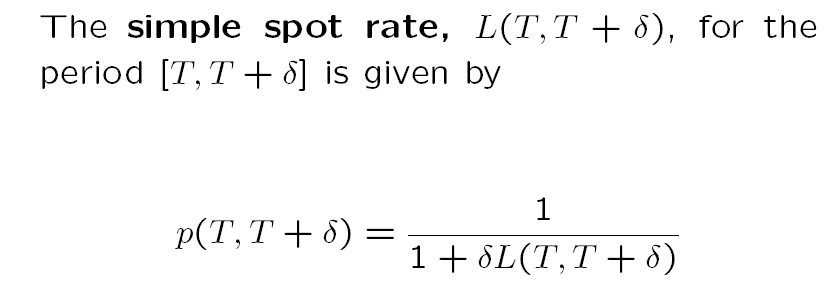 The simple spot rate, L(T, T + δ), for the
period [T, T + δ] is given by
p(T, T + δ) = 1 / (1 + δL(T, T + δ))